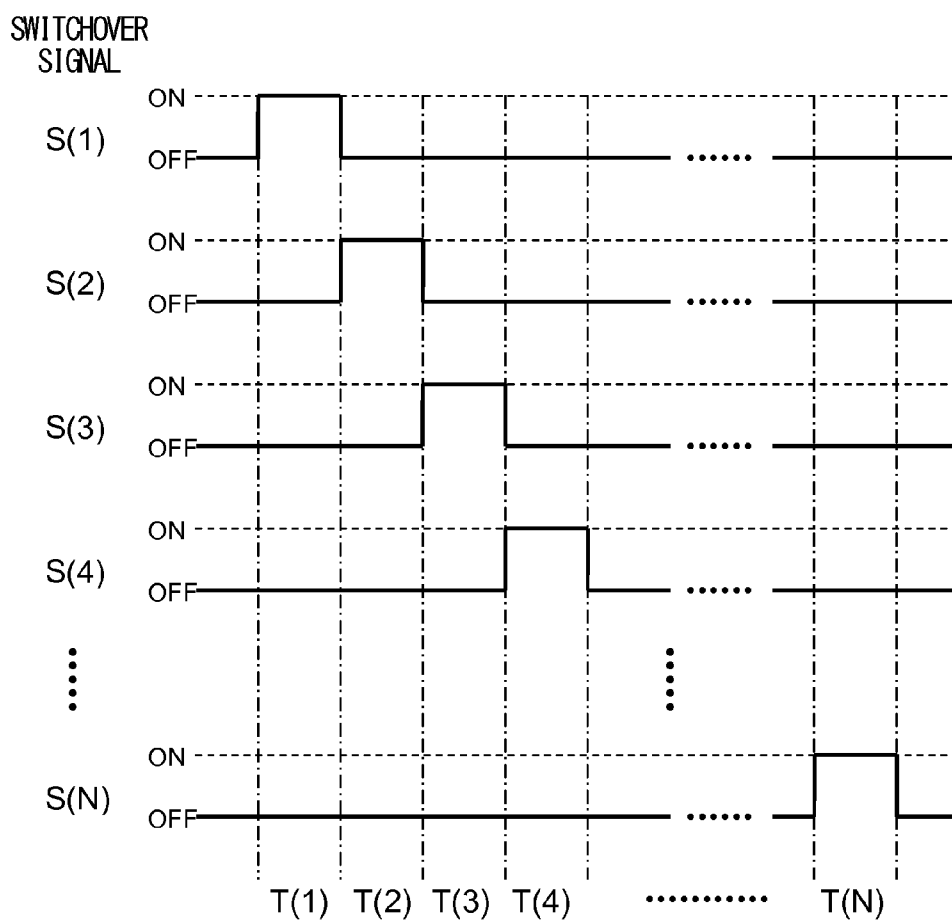 SWITCHOVER
SIGNAL
ON
S(1)
OFF
ON
S(2)
OFF
ON
S(3)
OFF
ON
S(4)
OFF
ON
S(N)
OFF
T(1) T(2) T(3) T(4) ............ T(N)